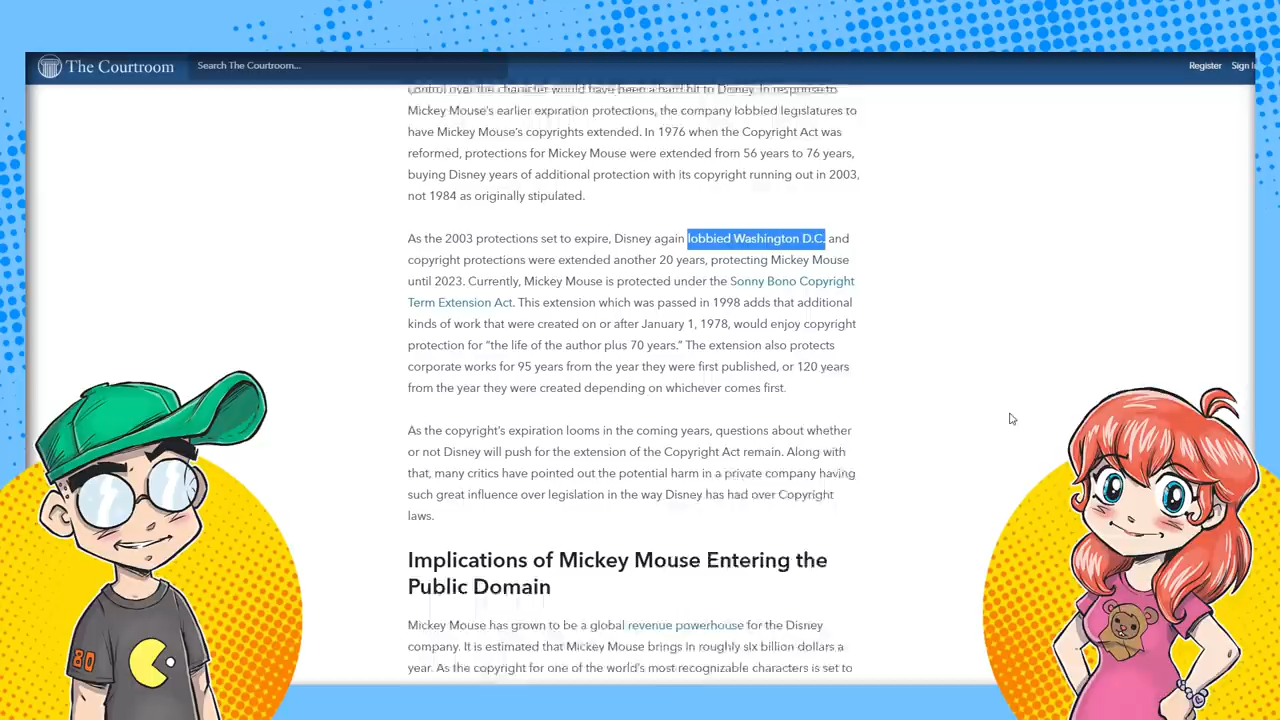 The Courtroom
Search The Courtroom...
Register
Sign I
control over the character would have been a hard hit to Disney. In response to
Mickey Mouse's earlier expiration protections, the company lobbied legislatures to
have Mickey Mouse's copyrights extended. In 1976 when the Copyright Act was
reformed, protections for Mickey Mouse were extended from 56 years to 76 years,
buying Disney years of additional protection with its copyright running out in 2003,
not 1984 as originally stipulated.
As the 2003 protections set to expire, Disney again lobbied Washington D.C. and
copyright protections were extended another 20 years, protecting Mickey Mouse
until 2023. Currently, Mickey Mouse is protected under the Sonny Bono Copyright
Term Extension Act. This extension which was passed in 1998 adds that additional
kinds of work that were created on or after January 1, 1978, would enjoy copyright
protection for "the life of the author plus 70 years." The extension also protects
corporate works for 95 years from the year they were first published, or 120 years
from the year they were created depending on whichever comes first.
As the copyright's expiration looms in the coming years, questions about whether
or not Disney will push for the extension of the Copyright Act remain. Along with
that, many critics have pointed out the potential harm in a private company having
such great influence over legislation in the way Disney has had over Copyright
laws.
Implications of Mickey Mouse Entering the
Public Domain
Mickey Mouse has grown to be a global revenue powerhouse for the Disney
company. It is estimated that Mickey Mouse brings in roughly six billion dollars a
year. As the copyright for one of the world's most recognizable characters is set to
80